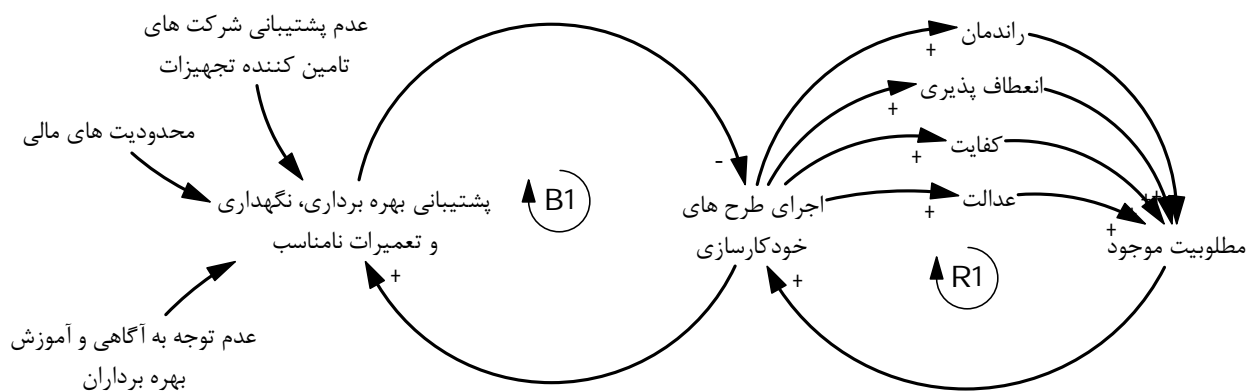 عدم پشتیبانی شرکت های
تامین کننده تجهیزات
محدودیت های مالی
پشتیبانی بهره برداری، نگهداری
و تعمیرات نامناسب
عدم توجه به آگاهی و آموزش
بهره برداران
B1
+
-
اجرای طرح های
خودکارسازی
+
راندمان
+
انعطاف پذیری
+
کفایت
+
عدالت
+
+
+
+
+
مطلوبیت موجود
R1
+